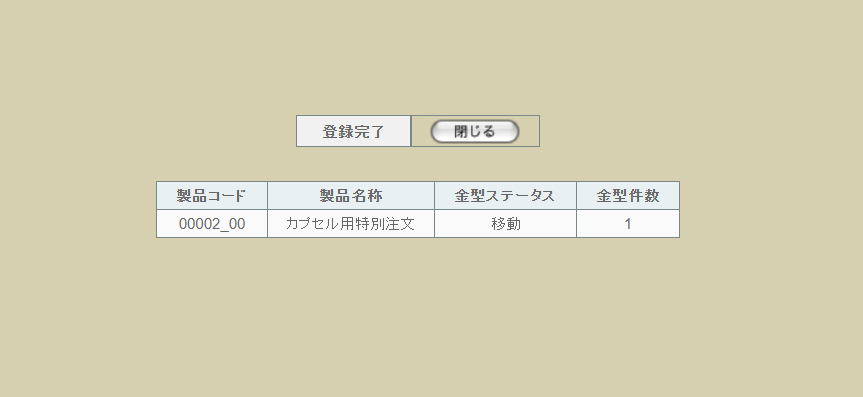 登録完了 閉じる
製品コード 製品名称 金型ステータス 金型件数
00002_00 カプセル用特別注文 移動 1